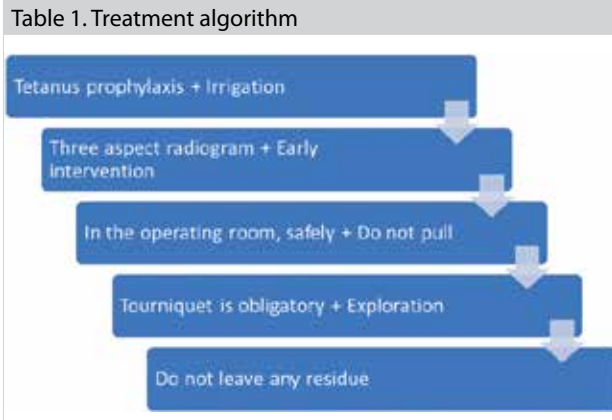 Table 1. Treatment algorithm
Tetanus prophylaxis + Irrigation
Three aspect radiogram + Early
intervention
In the operating room, safely + Do not pull
Tourniquet is obligatory + Exploration
Do not leave any residue